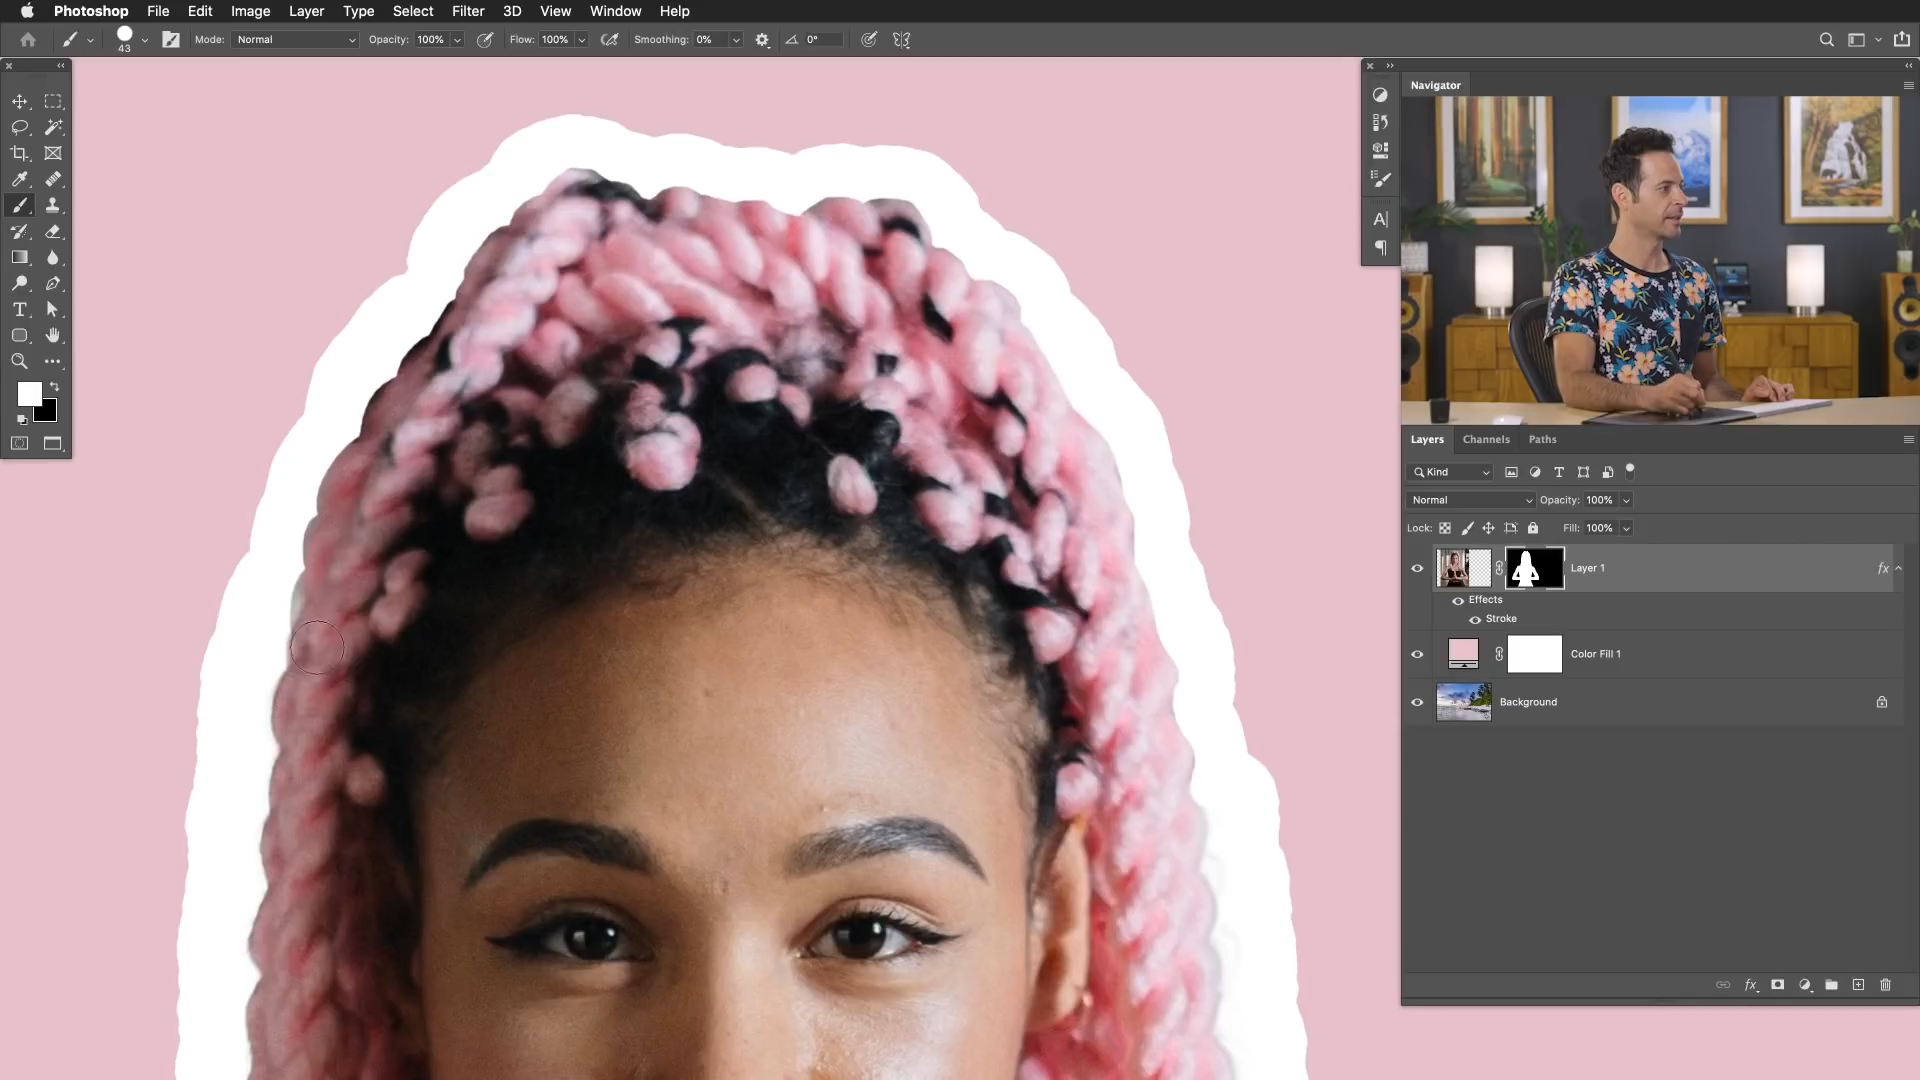 Photoshop File Edit Image Layer Type Select Filter 3D View Window Help
43 Mode: Normal Opacity: 100% Flow: 100% Smoothing: 0% 0°
Navigator
Layers Channels Paths
Kind
Normal Opacity: 100%
Lock: Fill: 100%
Layer 1 fx
Effects
Stroke
Color Fill 1
Background
fx